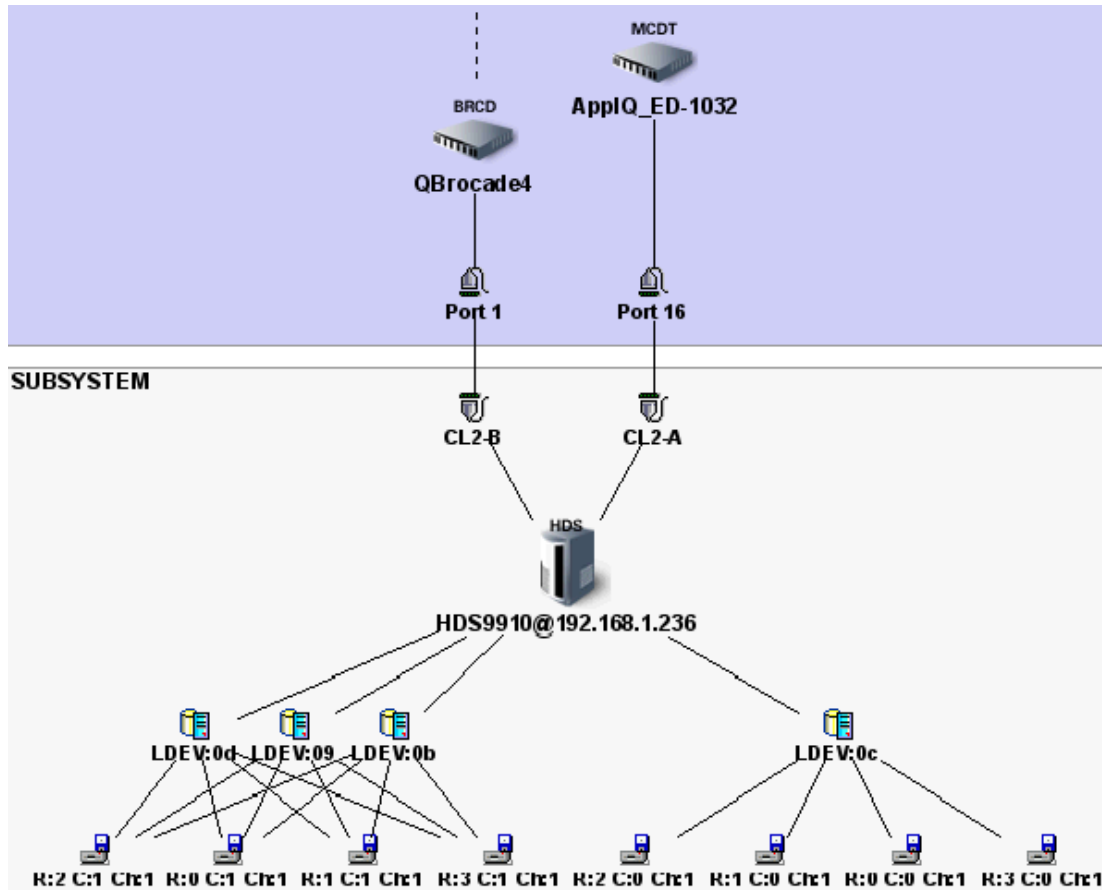 MCDT
AppIQ_ED-1032
BRCD
QBrocade4
Port 1 Port 16
SUBSYSTEM
CL2-B CL2-A
HDS
HDS9910@192.168.1.236
LDEV:0d LDEV:09 LDEV:0b LDEV:0c
R:2 C:1 Ch:1 R:0 C:1 Ch:1 R:1 C:1 Ch:1 R:3 C:1 Ch:1 R:2 C:0 Ch:1 R:1 C:0 Ch:1 R:0 C:0 Ch:1 R:3 C:0 Ch:1